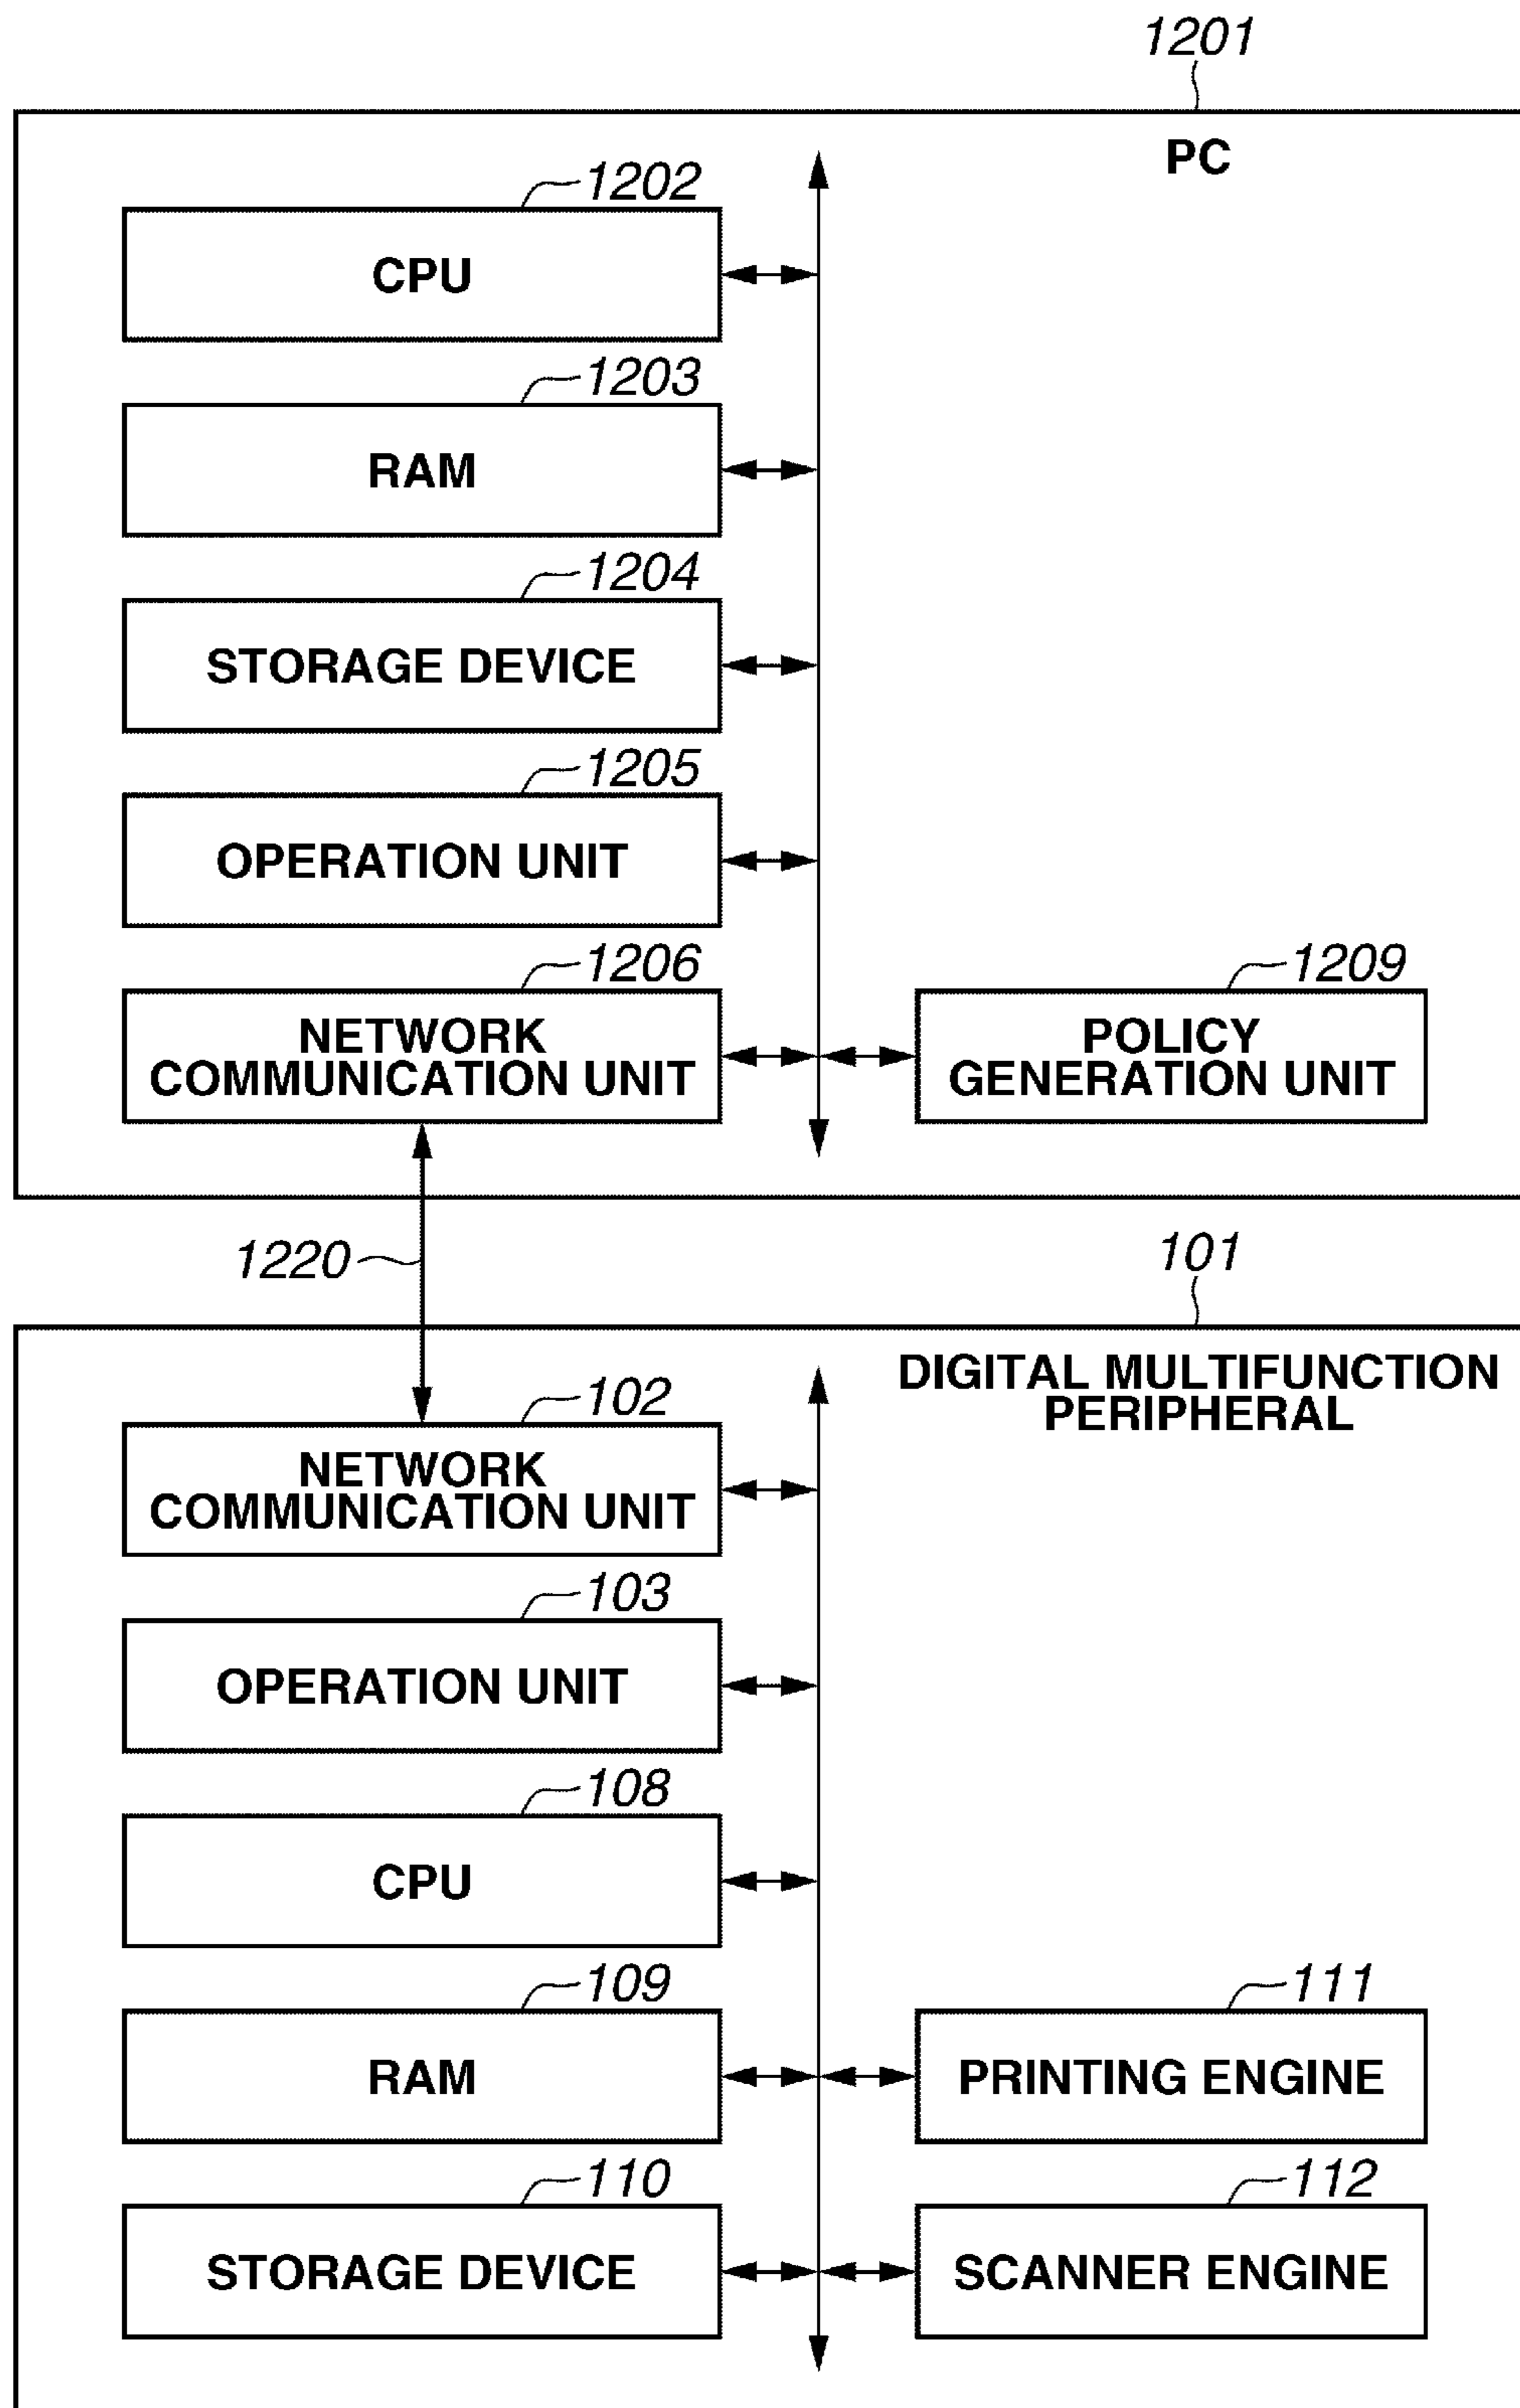 1201
PC
1202
CPU
1203
RAM
1204
STORAGE DEVICE
1205
OPERATION UNIT
1206
NETWORK
COMMUNICATION UNIT
1209
POLICY
GENERATION UNIT
1220
101
DIGITAL MULTIFUNCTION
PERIPHERAL
102
NETWORK
COMMUNICATION UNIT
103
OPERATION UNIT
108
CPU
109
RAM
111
PRINTING ENGINE
110
STORAGE DEVICE
112
SCANNER ENGINE